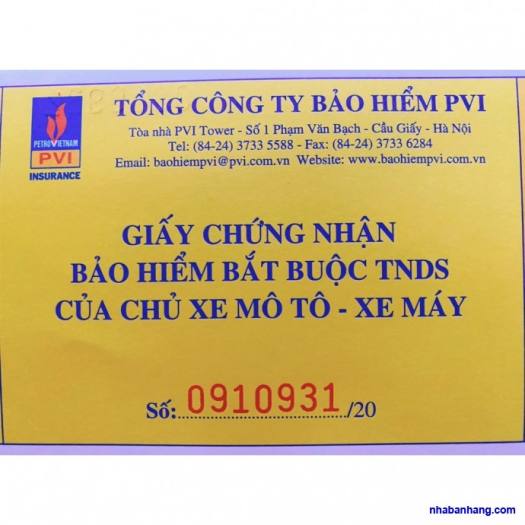 PETROVIETNAM
PVI
INSURANCE
TỔNG CÔNG TY BẢO HIỂM PVI
Tòa nhà PVI Tower - Số 1 Phạm Văn Bạch - Cầu Giấy - Hà Nội
Tel: (84-24) 3733 5588 - Fax: (84-24) 3733 6284
Email: baohiempvi@pvi.com.vn Website: www.baohiempvi.com.vn
GIẤY CHỨNG NHẬN
BẢO HIỂM BẮT BUỘC TNDS
CỦA CHỦ XE MÔ TÔ - XE MÁY
Số: 0910931 /20
nhabanhang.com